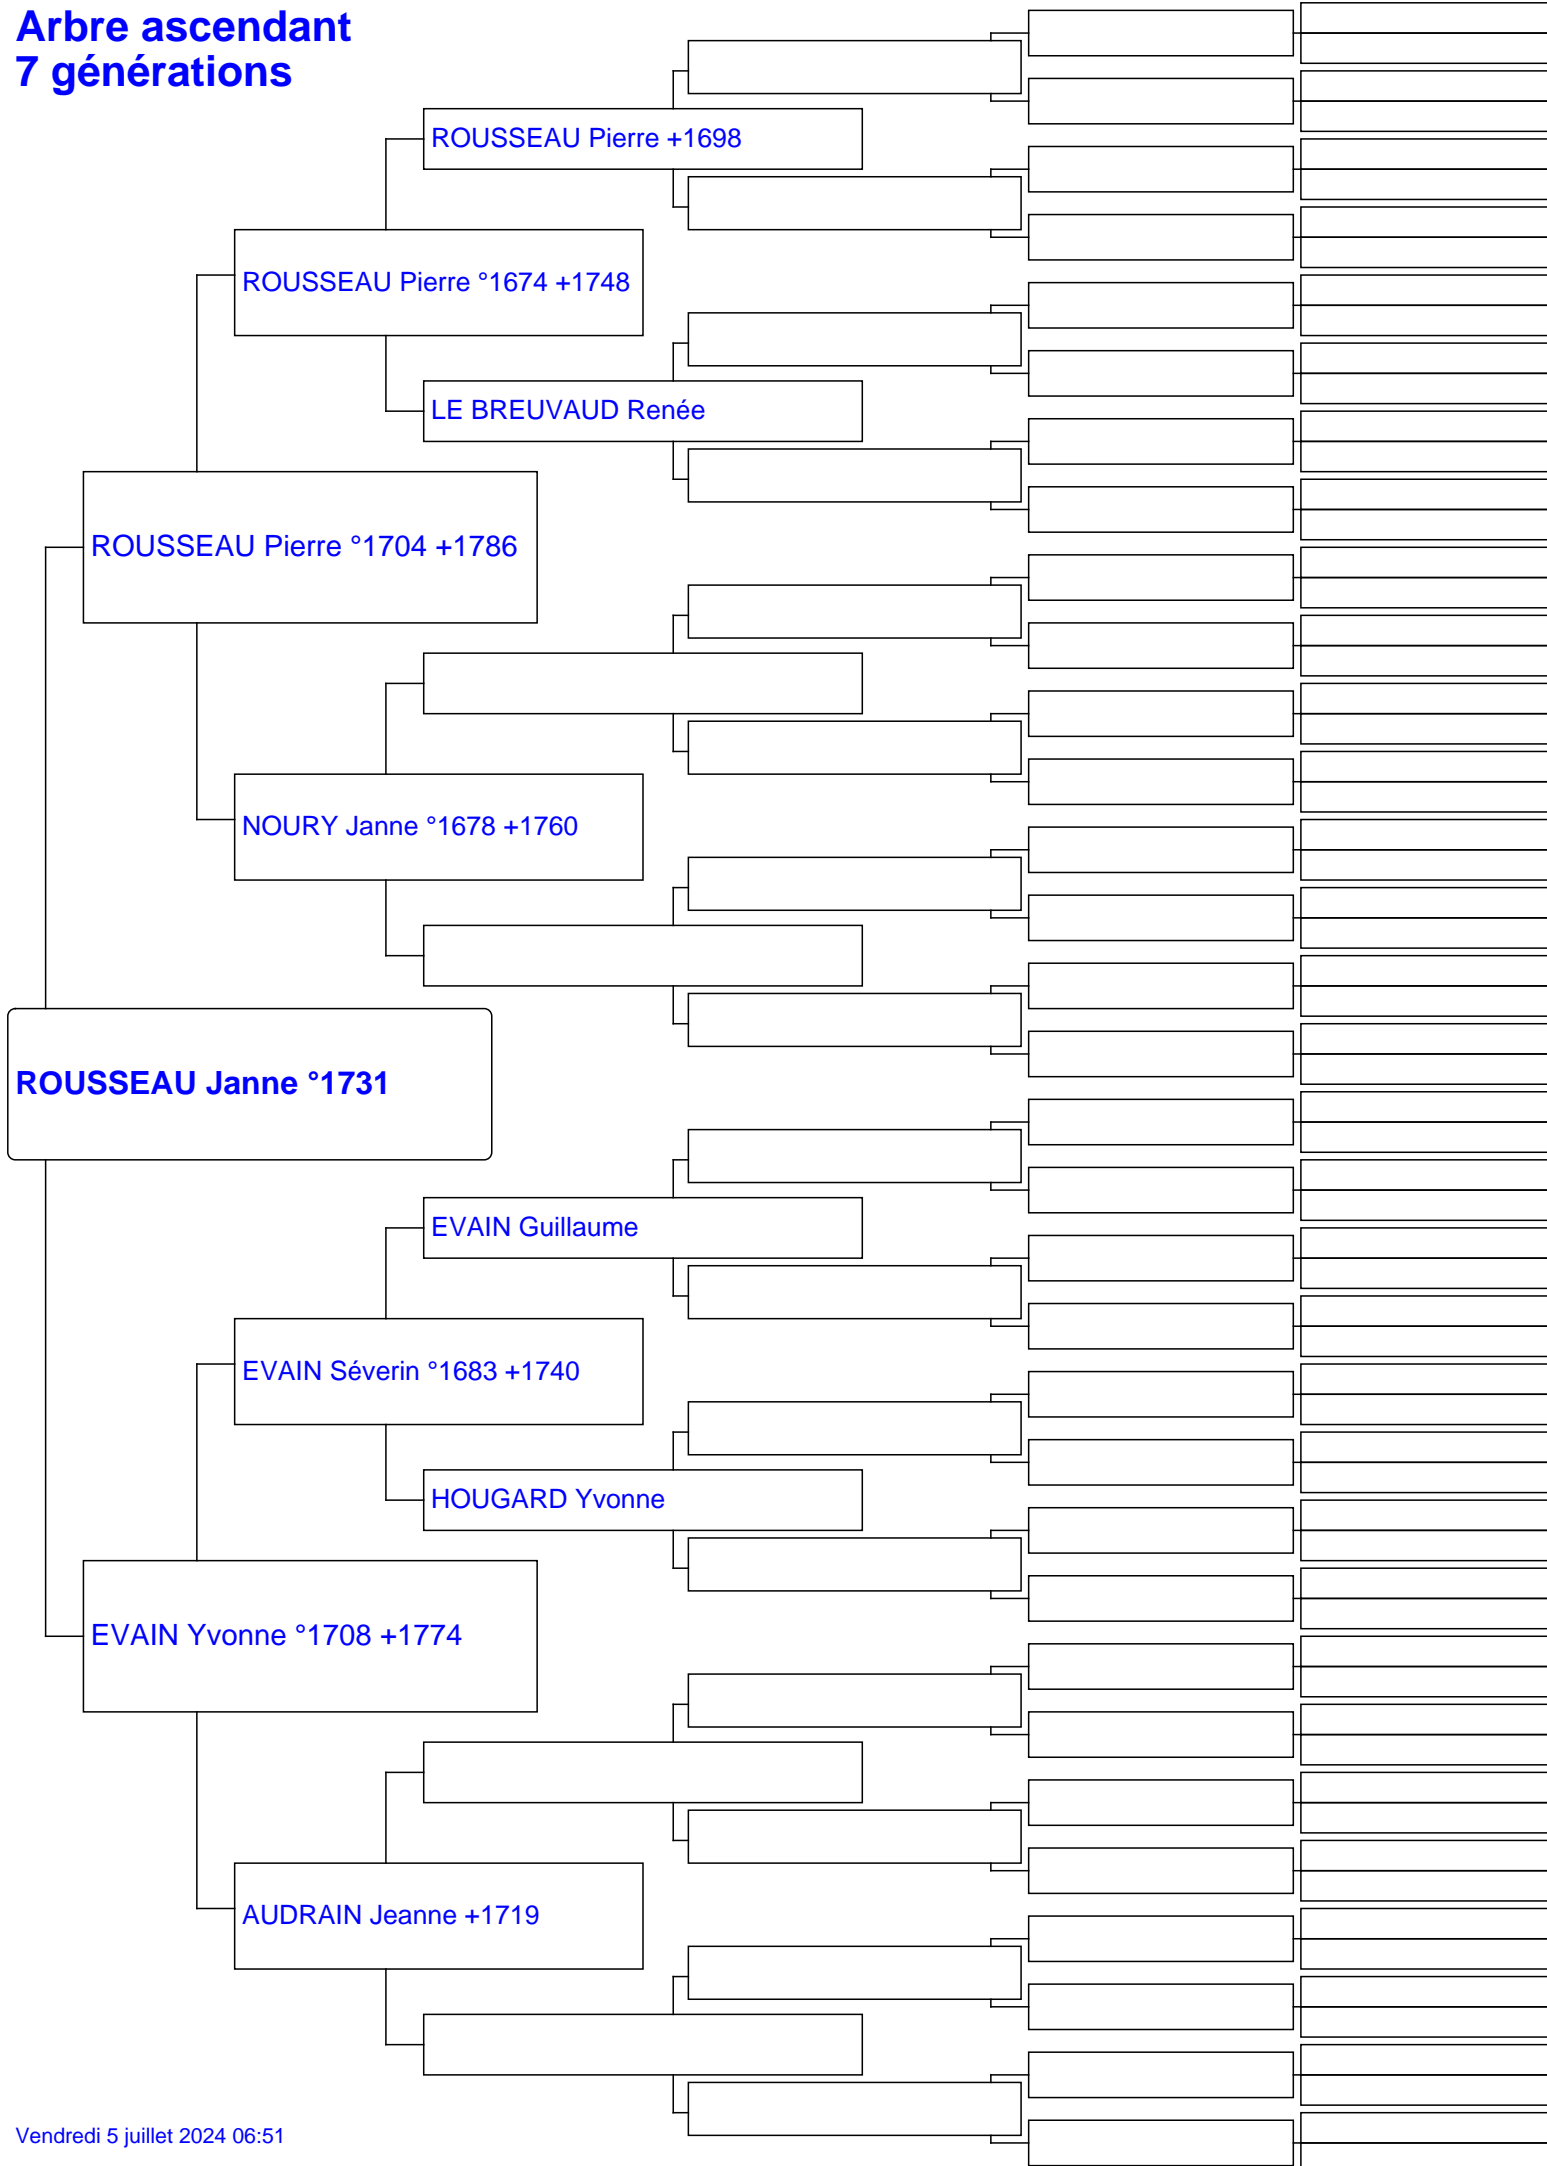 Arbre ascendant
7 générations
ROUSSEAU Pierre +1698
ROUSSEAU Pierre °1674 +1748
LE BREUVAUD Renée
ROUSSEAU Pierre °1704 +1786
NOURY Janne °1678 +1760
ROUSSEAU Janne °1731
EVAIN Guillaume
EVAIN Séverin °1683 +1740
HOUGARD Yvonne
EVAIN Yvonne °1708 +1774
AUDRAIN Jeanne +1719
Vendredi 5 juillet 2024 06:51